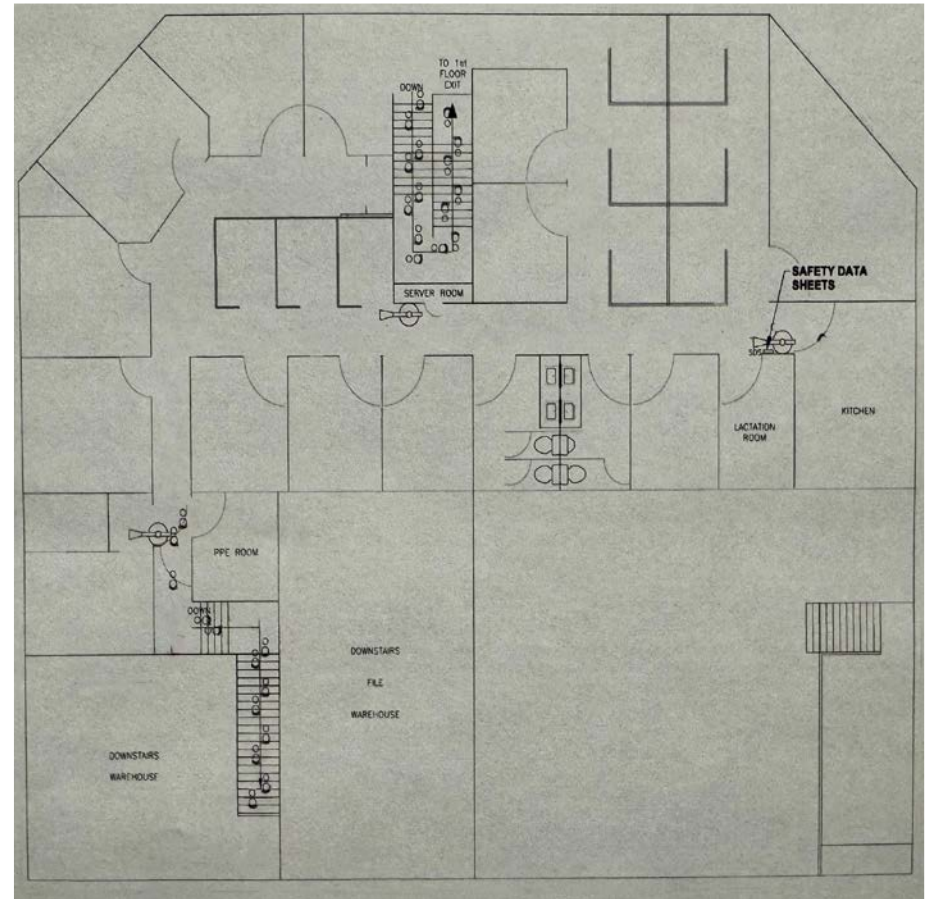 TO 1st
FLOOR
EXIT
DOWN
SERVER ROOM
SAFETY DATA
SHEETS
SDS
KITCHEN
LACTATION
ROOM
PPE ROOM
DOWN
DOWNSTAIRS
FILE
WAREHOUSE
DOWNSTAIRS
WAREHOUSE